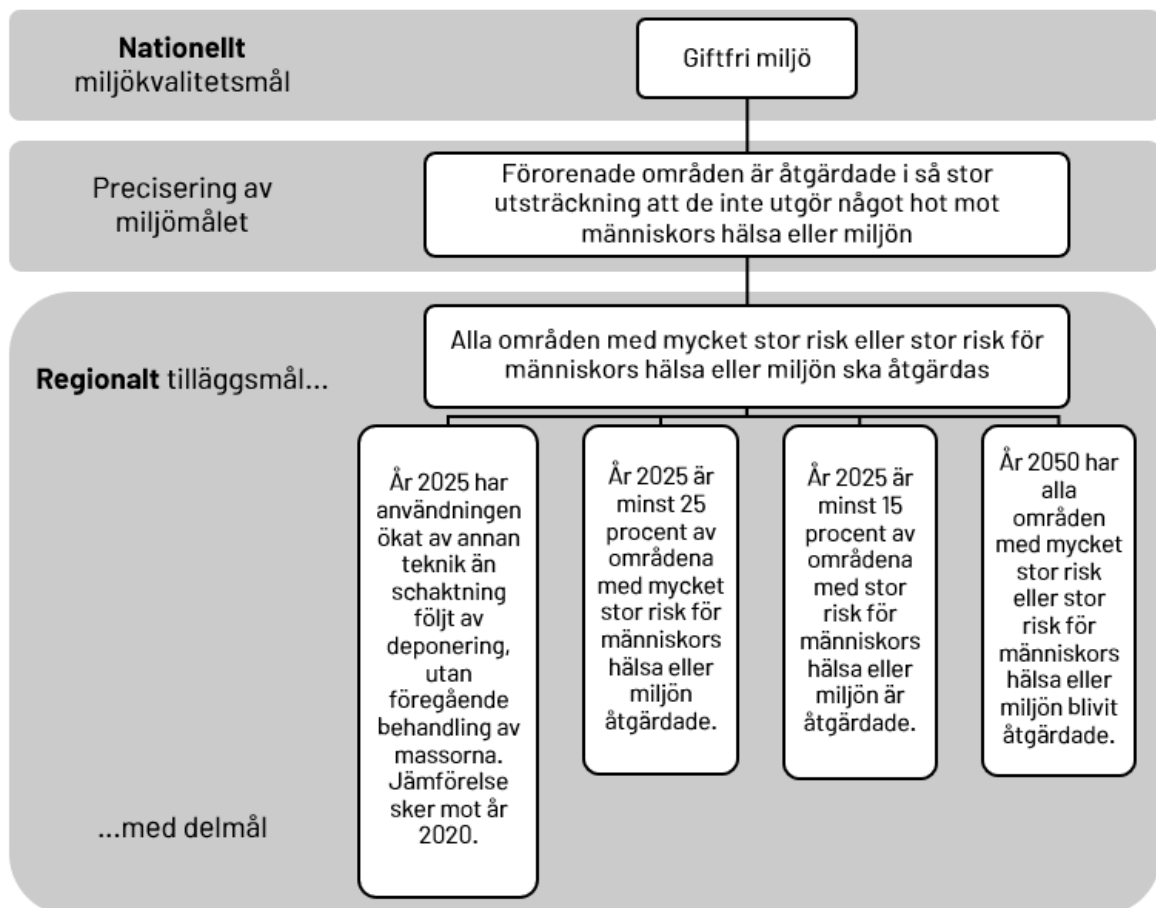 Nationellt
miljökvalitetsmål
Giftfri miljö
Precisering av
miljömålet
Förorenade områden är åtgärdade i så stor
utsträckning att de inte utgör något hot mot
människors hälsa eller miljön
Regionalt tilläggsmål...
Alla områden med mycket stor risk eller stor risk för
människors hälsa eller miljön ska åtgärdas
...med delmål
År 2025 har
användningen
ökat av annan
teknik än
schaktning
följt av
deponering,
utan
föregående
behandling av
massorna.
Jämförelse
sker mot år
2020.
År 2025 är
minst 25
procent av
områdena
med mycket
stor risk för
människors
hälsa eller
miljön
åtgärdade.
År 2025 är
minst 15
procent av
områdena
med stor
risk för
människors
hälsa eller
miljön är
åtgärdade.
År 2050 har
alla
områden
med mycket
stor risk
eller stor
risk för
människors
hälsa eller
miljön blivit
åtgärdade.